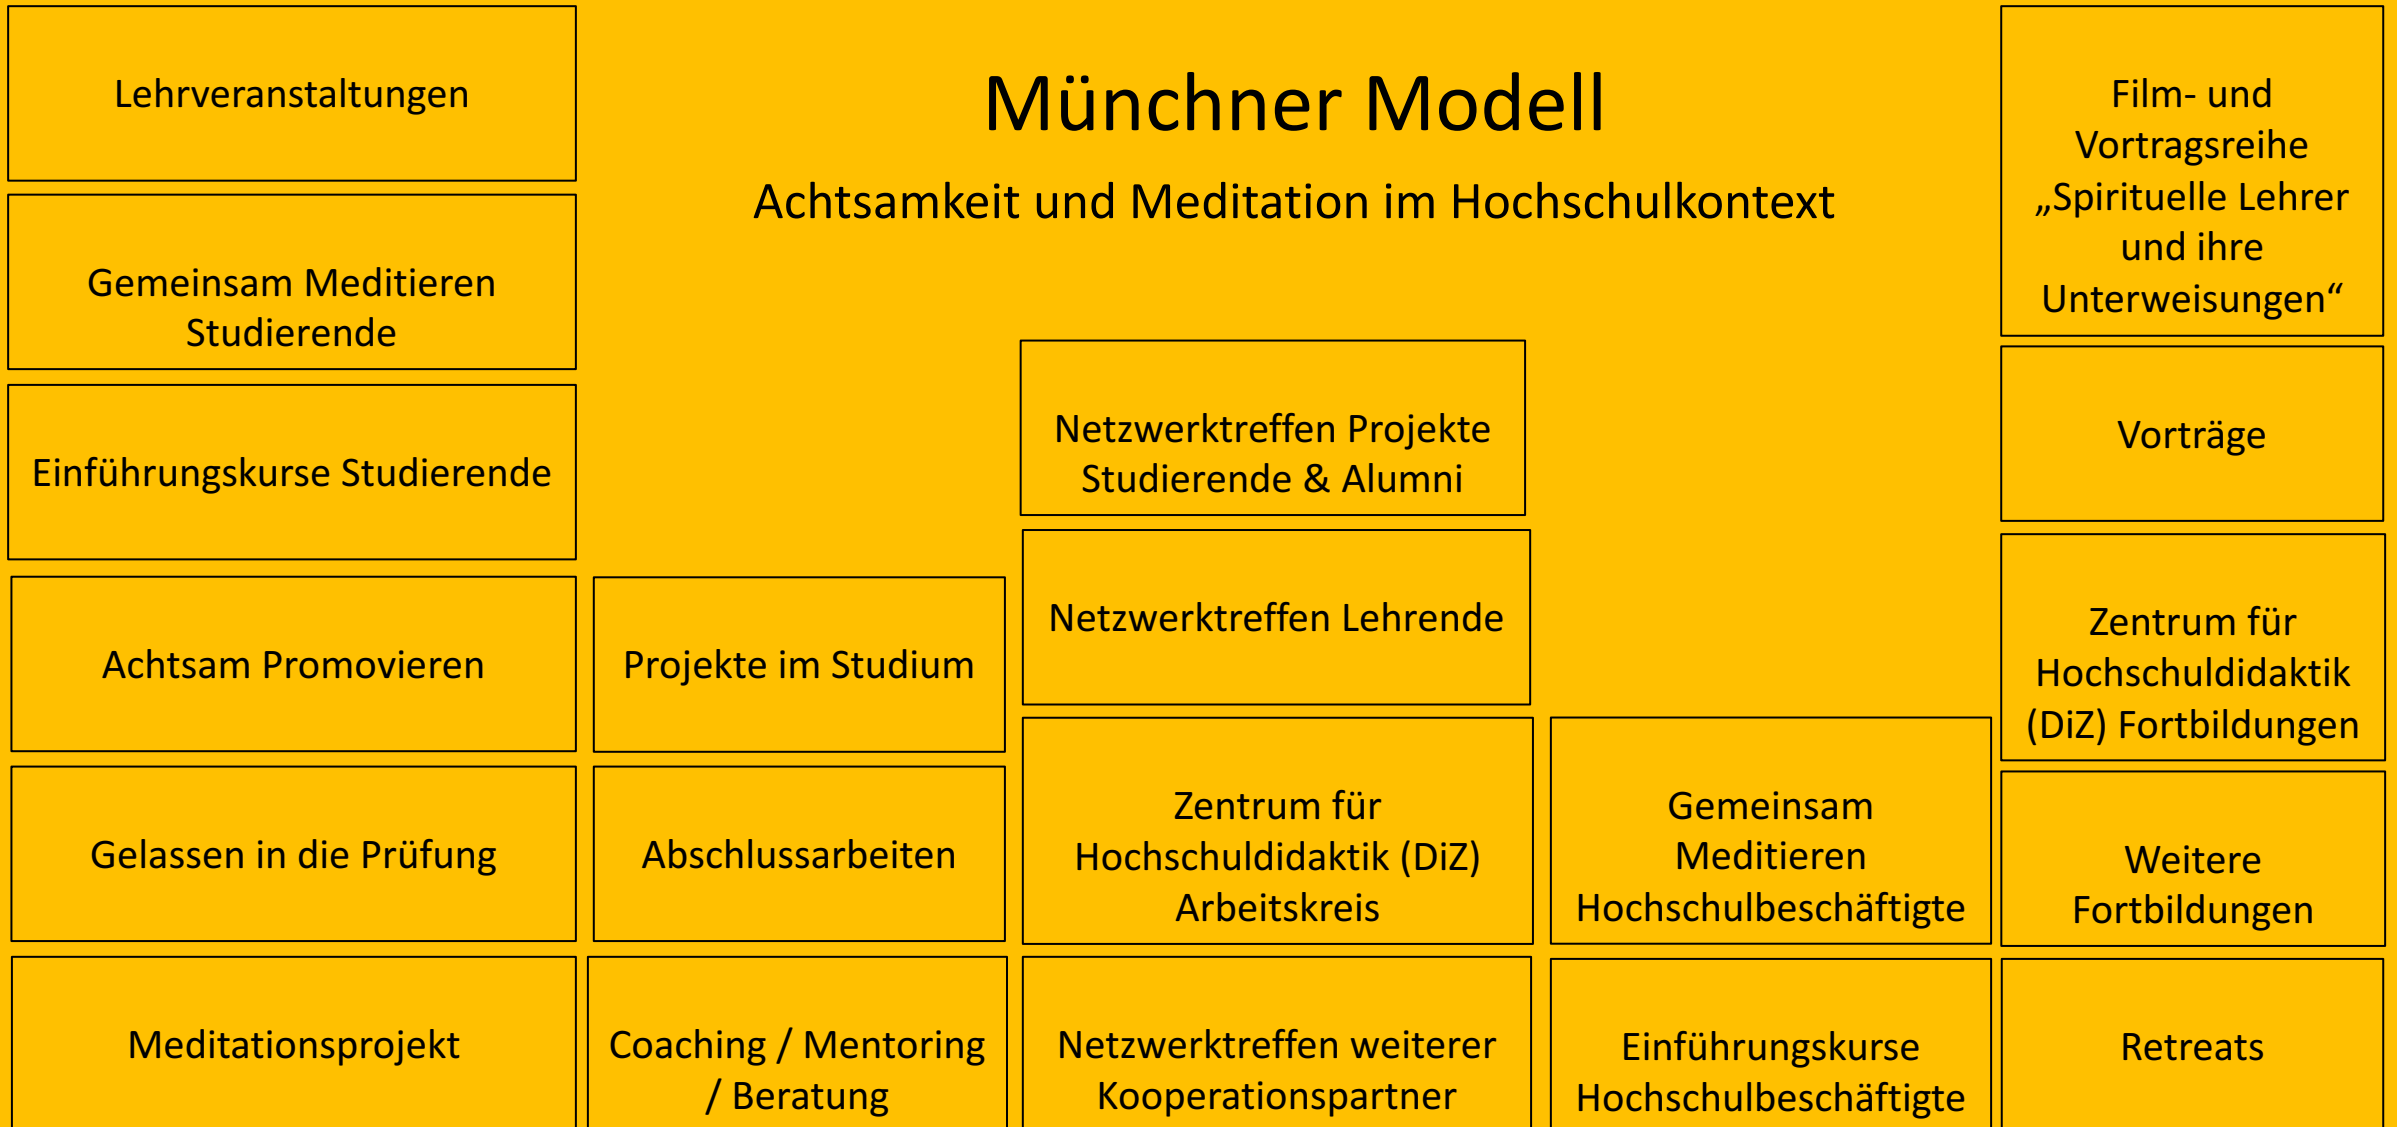 Münchner Modell
Achtsamkeit und Meditation im Hochschulkontext
Lehrveranstaltungen
Gemeinsam Meditieren
Studierende
Einführungskurse Studierende
Achtsam Promovieren
Gelassen in die Prüfung
Meditationsprojekt
Projekte im Studium
Abschlussarbeiten
Coaching / Mentoring
/ Beratung
Netzwerktreffen Projekte
Studierende & Alumni
Netzwerktreffen Lehrende
Zentrum für
Hochschuldidaktik (DiZ)
Arbeitskreis
Netzwerktreffen weiterer
Kooperationspartner
Gemeinsam
Meditieren
Hochschulbeschäftigte
Einführungskurse
Hochschulbeschäftigte
Film- und
Vortragsreihe
„Spirituelle Lehrer
und ihre
Unterweisungen“
Vorträge
Zentrum für
Hochschuldidaktik
(DiZ) Fortbildungen
Weitere
Fortbildungen
Retreats